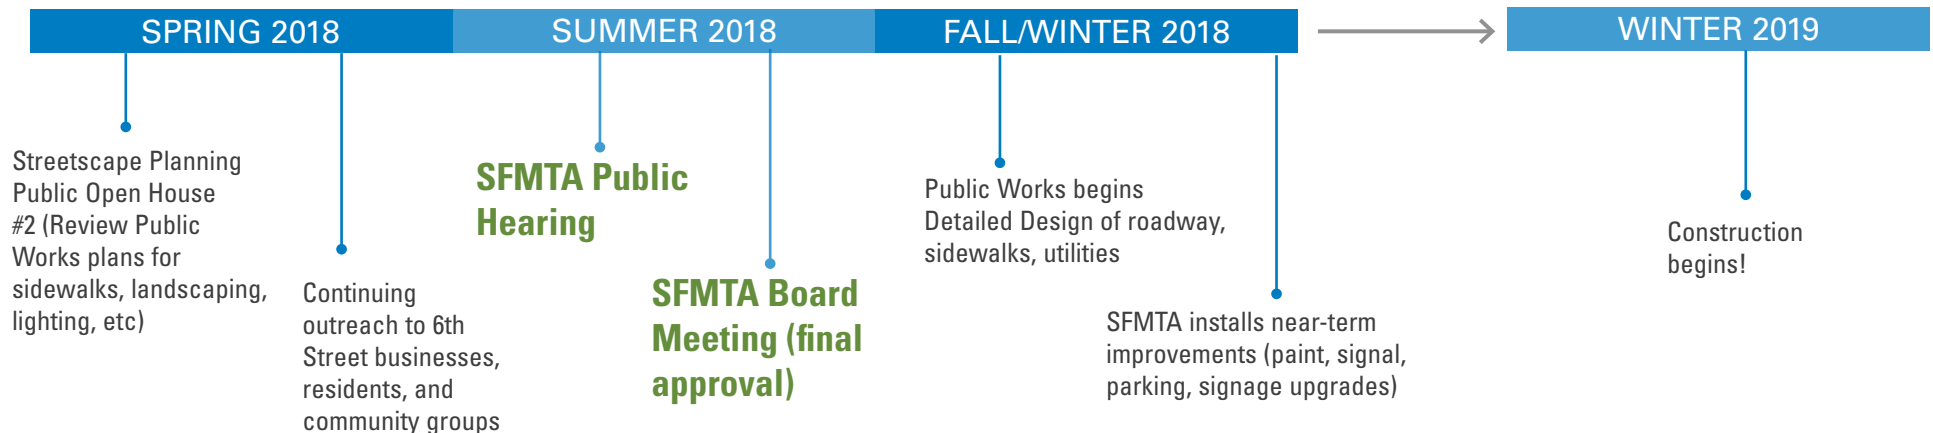 SPRING 2018
SUMMER 2018
FALL/WINTER 2018
WINTER 2019
Streetscape Planning
Public Open House
#2 (Review Public
Works plans for
sidewalks, landscaping,
lighting, etc)
Continuing
outreach to 6th
Street businesses,
residents, and
community groups
SFMTA Public
Hearing
SFMTA Board
Meeting (final
approval)
Public Works begins
Detailed Design of roadway,
sidewalks, utilities
SFMTA installs near-term
improvements (paint, signal,
parking, signage upgrades)
Construction
begins!